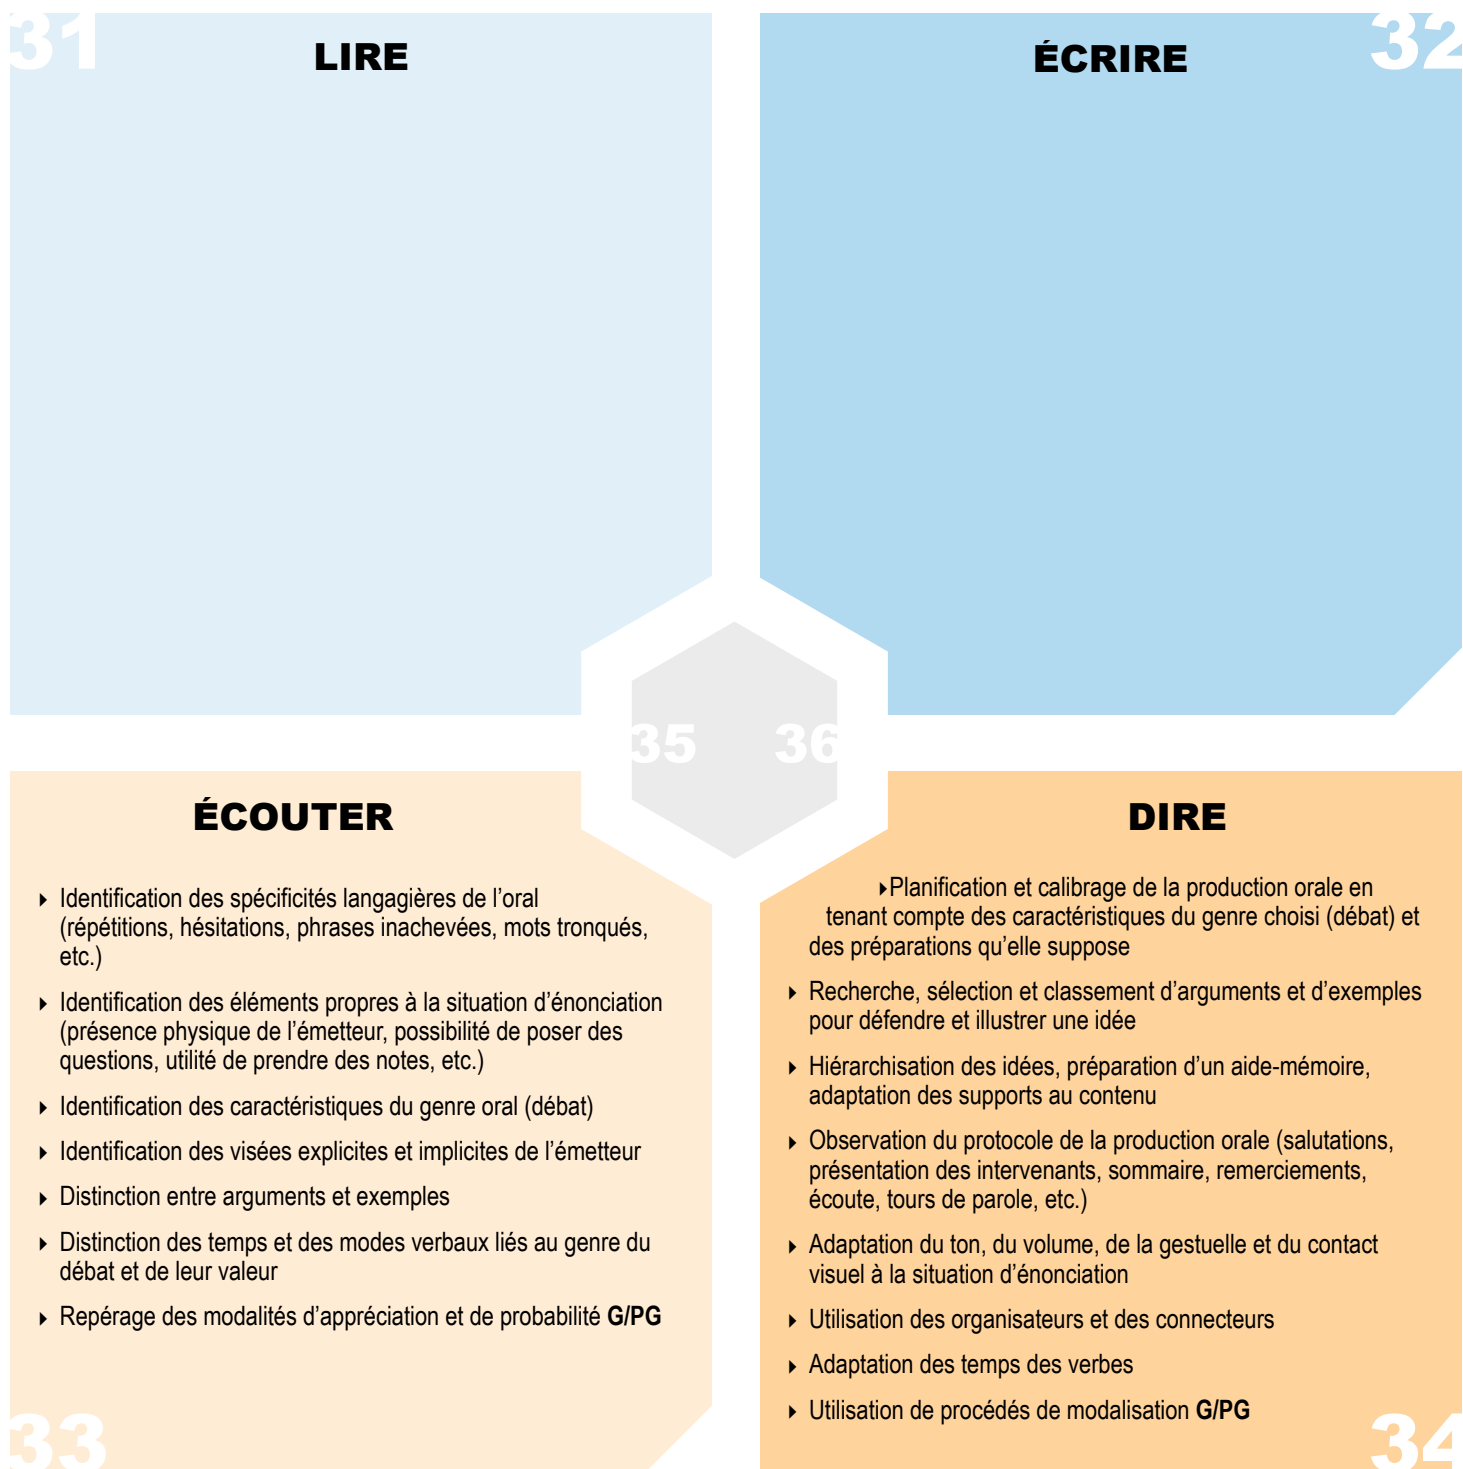 31
LIRE
ÉCRIRE
32
35
36
ÉCOUTER
▸ Identification des spécificités langagières de l’oral
(répétitions, hésitations, phrases inachevées, mots tronqués,
etc.)
▸ Identification des éléments propres à la situation d’énonciation
(présence physique de l’émetteur, possibilité de poser des
questions, utilité de prendre des notes, etc.)
▸ Identification des caractéristiques du genre oral (débat)
▸ Identification des visées explicites et implicites de l’émetteur
▸ Distinction entre arguments et exemples
▸ Distinction des temps et des modes verbaux liés au genre du
débat et de leur valeur
▸ Repérage des modalités d’appréciation et de probabilité G/PG
33
DIRE
▸Planification et calibrage de la production orale en
tenant compte des caractéristiques du genre choisi (débat) et
des préparations qu’elle suppose
▸ Recherche, sélection et classement d’arguments et d’exemples
pour défendre et illustrer une idée
▸ Hiérarchisation des idées, préparation d’un aide-mémoire,
adaptation des supports au contenu
▸ Observation du protocole de la production orale (salutations,
présentation des intervenants, sommaire, remerciements,
écoute, tours de parole, etc.)
▸ Adaptation du ton, du volume, de la gestuelle et du contact
visuel à la situation d’énonciation
▸ Utilisation des organisateurs et des connecteurs
▸ Adaptation des temps des verbes
▸ Utilisation de procédés de modalisation G/PG
34